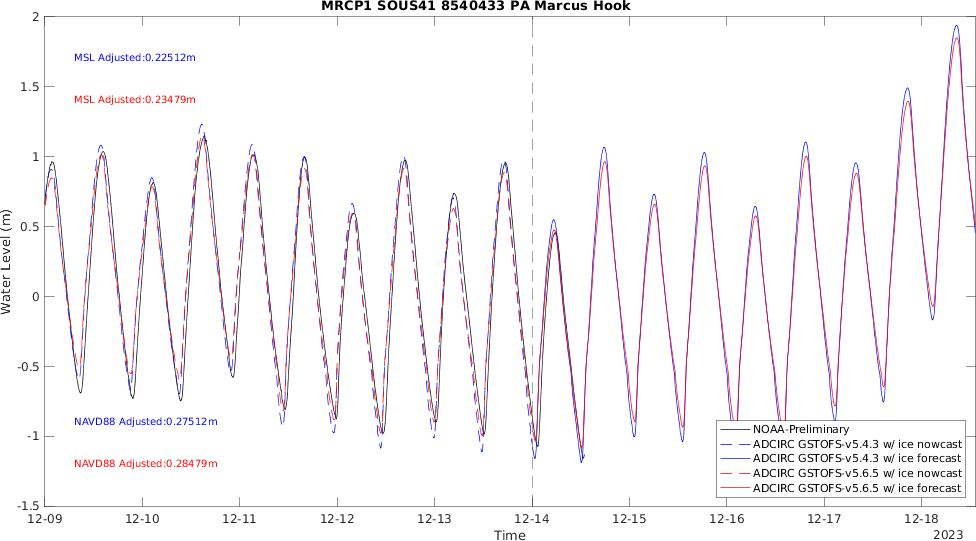 MRCP1 SOUS41 8540433 PA Marcus Hook
2
1.5
1
0.5
0
-0.5
-1
-1.5
Water Level (m)
MSL Adjusted:0.22512m
MSL Adjusted:0.23479m
NAVD88 Adjusted:0.27512m
NAVD88 Adjusted:0.28479m
NOAA-Preliminary
ADCIRC GSTOFS-v5.4.3 w/ ice nowcast
ADCIRC GSTOFS-v5.4.3 w/ ice forecast
ADCIRC GSTOFS-v5.6.5 w/ ice nowcast
ADCIRC GSTOFS-v5.6.5 w/ ice forecast
12-09 12-10 12-11 12-12 12-13 12-14 12-15 12-16 12-17 12-18
Time
2023